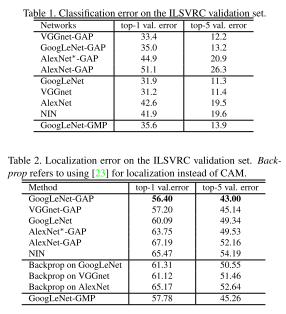 Table 1. Classification error on the ILSVRC validation set.
Networks top-1 val. error top-5 val. error
VGGnet-GAP 33.4 12.2
GoogLeNet-GAP 35.0 13.2
AlexNet*-GAP 44.9 20.9
AlexNet-GAP 51.1 26.3
GoogLeNet 31.9 11.3
VGGnet 31.2 11.4
AlexNet 42.6 19.5
NIN 41.9 19.6
GoogLeNet-GMP 35.6 13.9
Table 2. Localization error on the ILSVRC validation set. Back-
prop refers to using [23] for localization instead of CAM.
Method top-1 val.error top-5 val. error
GoogLeNet-GAP 56.40 43.00
VGGnet-GAP 57.20 45.14
GoogLeNet 60.09 49.34
AlexNet*-GAP 63.75 49.53
AlexNet-GAP 67.19 52.16
NIN 65.47 54.19
Backprop on GoogLeNet 61.31 50.55
Backprop on VGGnet 61.12 51.46
Backprop on AlexNet 65.17 52.64
GoogLeNet-GMP 57.78 45.26